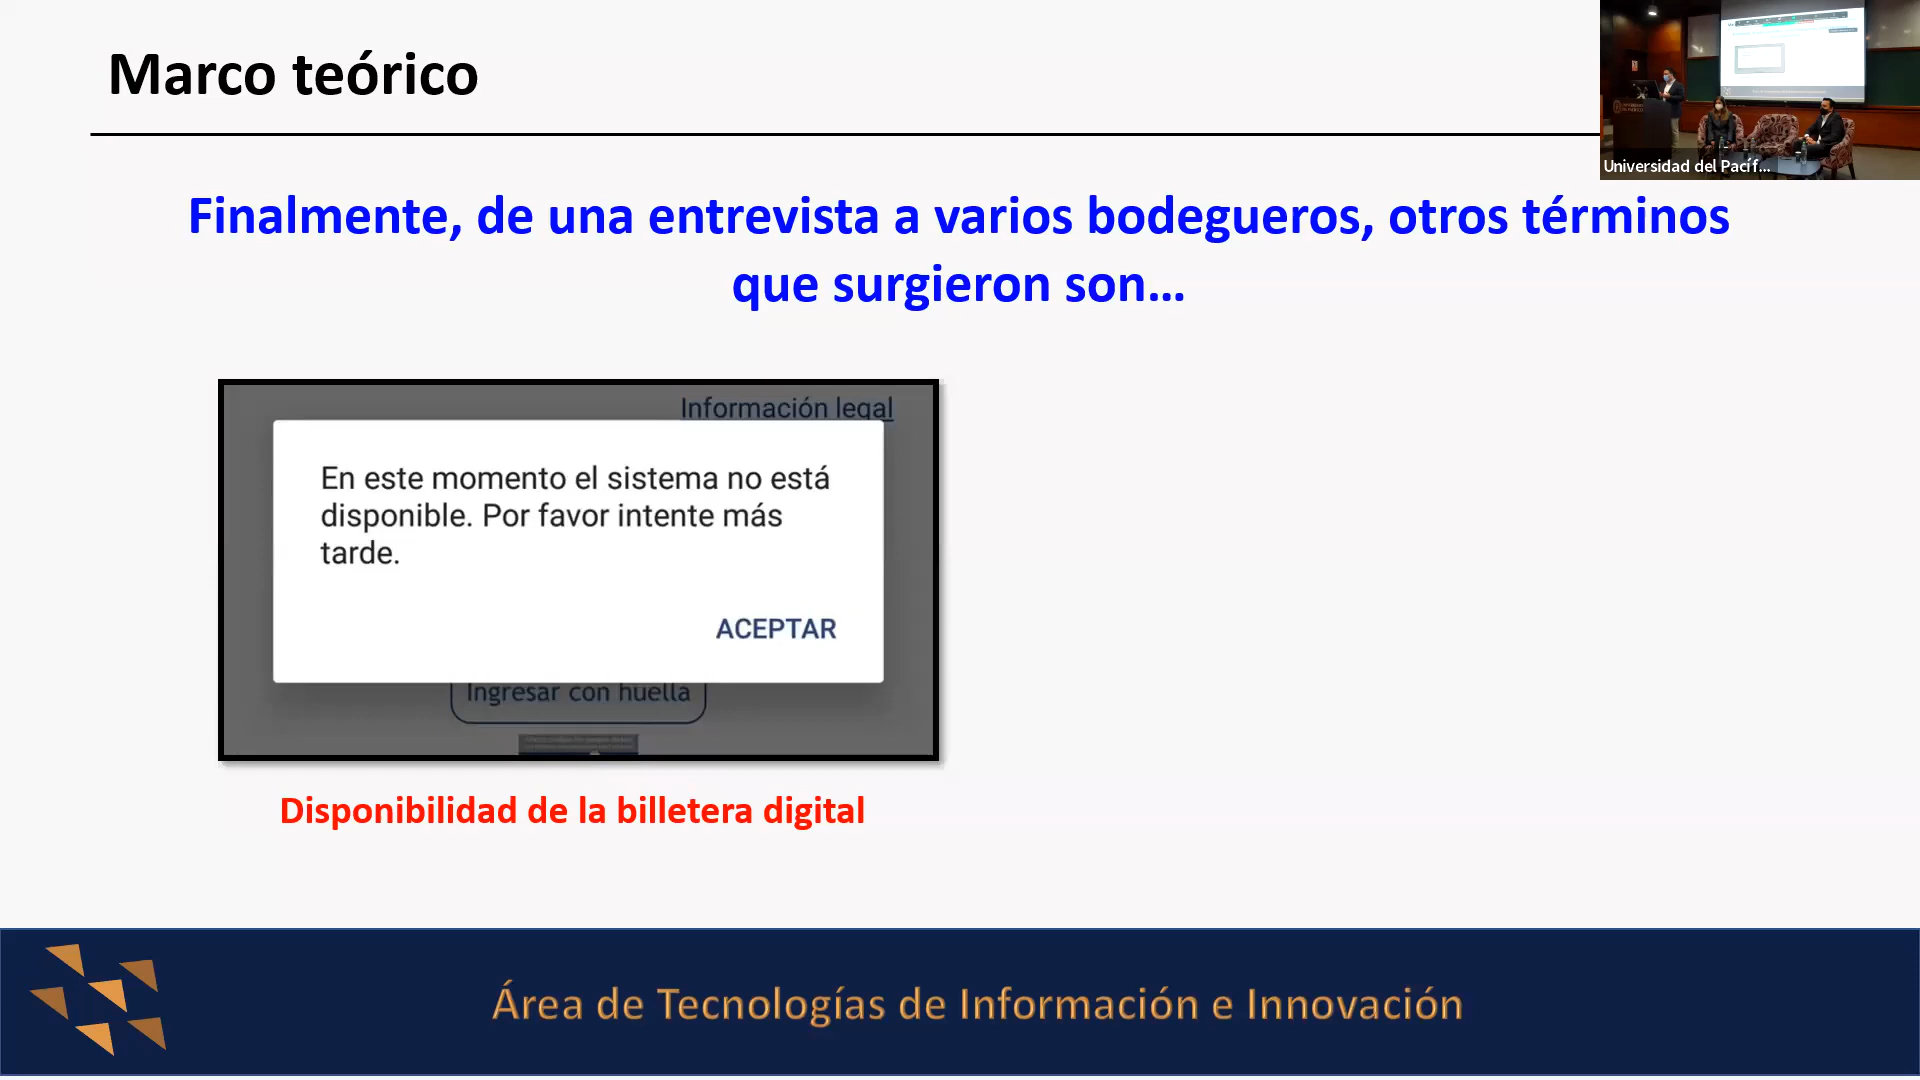 Marco teórico
Universidad del Pacíf...
Finalmente, de una entrevista a varios bodegueros, otros términos
que surgieron son...
Información legal
En este momento el sistema no está
disponible. Por favor intente más
tarde.
ACEPTAR
Ingresar con huella
Disponibilidad de la billetera digital
Área de Tecnologías de Información e Innovación